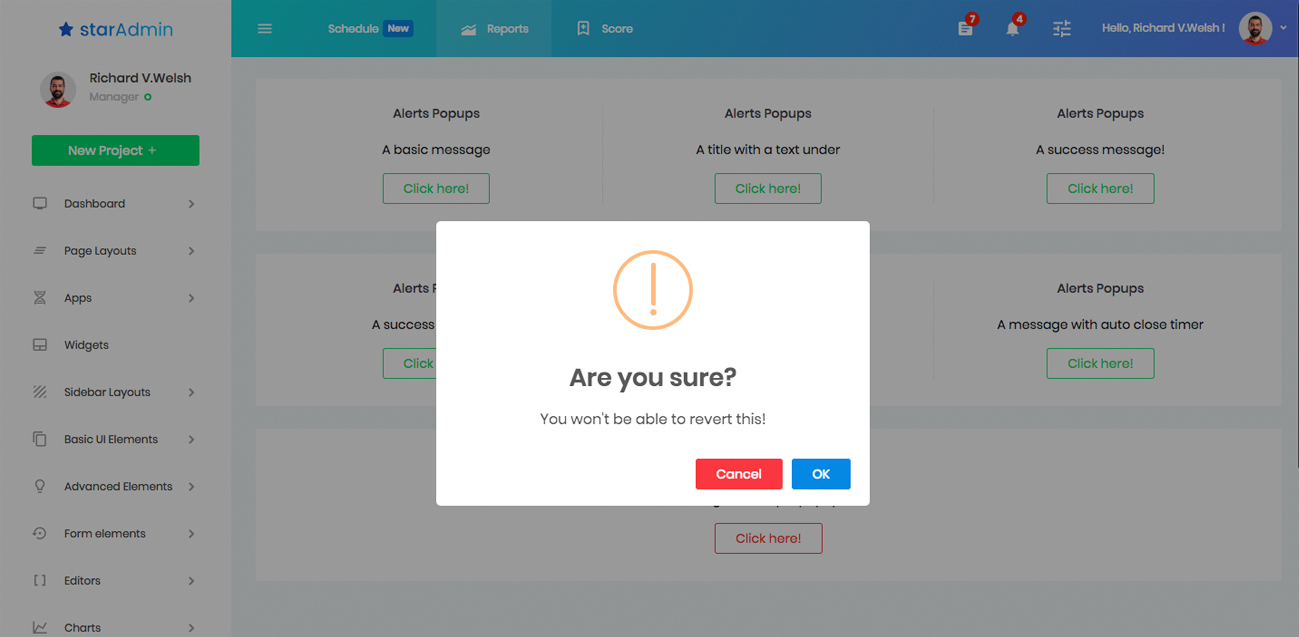 starAdmin
Schedule New
Reports
Score
7
4
Hello, Richard V.Welsh !
Richard V.Welsh
Manager
New Project +
Dashboard
Page Layouts
Apps
Widgets
Sidebar Layouts
Basic UI Elements
Advanced Elements
Form elements
Editors
Charts
Alerts Popups
A basic message
Click here!
Alerts Popups
A title with a text under
Click here!
Alerts Popups
A success message!
Click here!
Alerts
A success
Click
Alerts Popups
A message with auto close timer
Click here!
Are you sure?
You won't be able to revert this!
Cancel
OK
Click here!